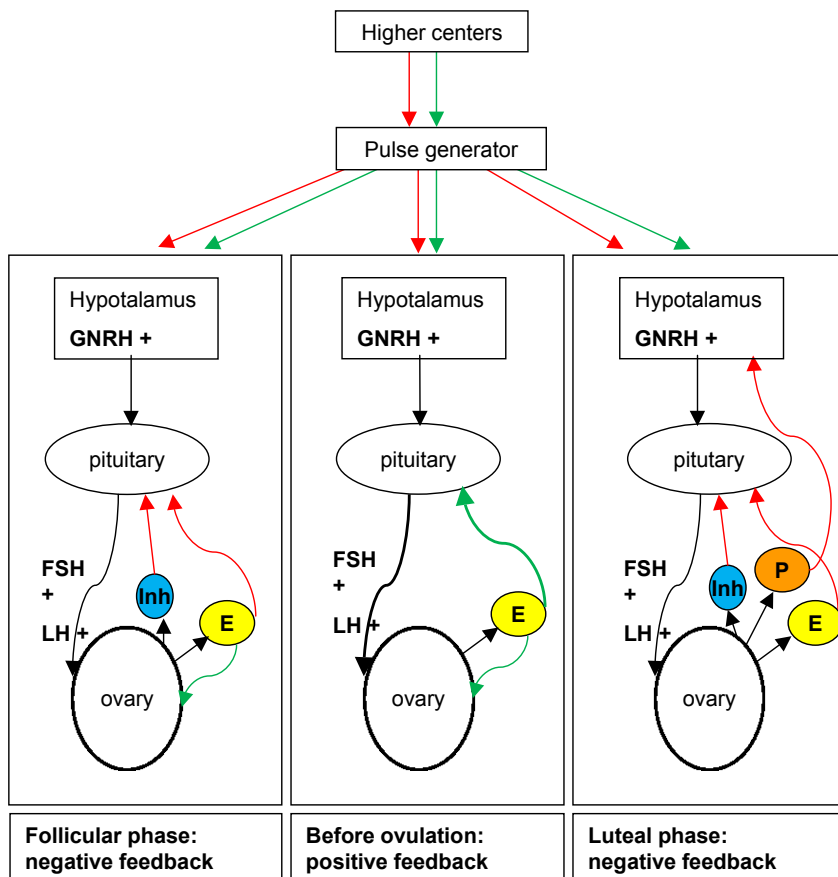 Higher centers
Pulse generator
Hypotalamus
GNRH +
pituitary
FSH
+
LH +
Inh
E
ovary
Follicular phase:
negative feedback
Hypotalamus
GNRH +
pituitary
FSH
+
LH +
E
ovary
Before ovulation:
positive feedback
Hypotalamus
GNRH +
pitutary
FSH
+
LH +
Inh
P
E
ovary
Luteal phase:
negative feedback